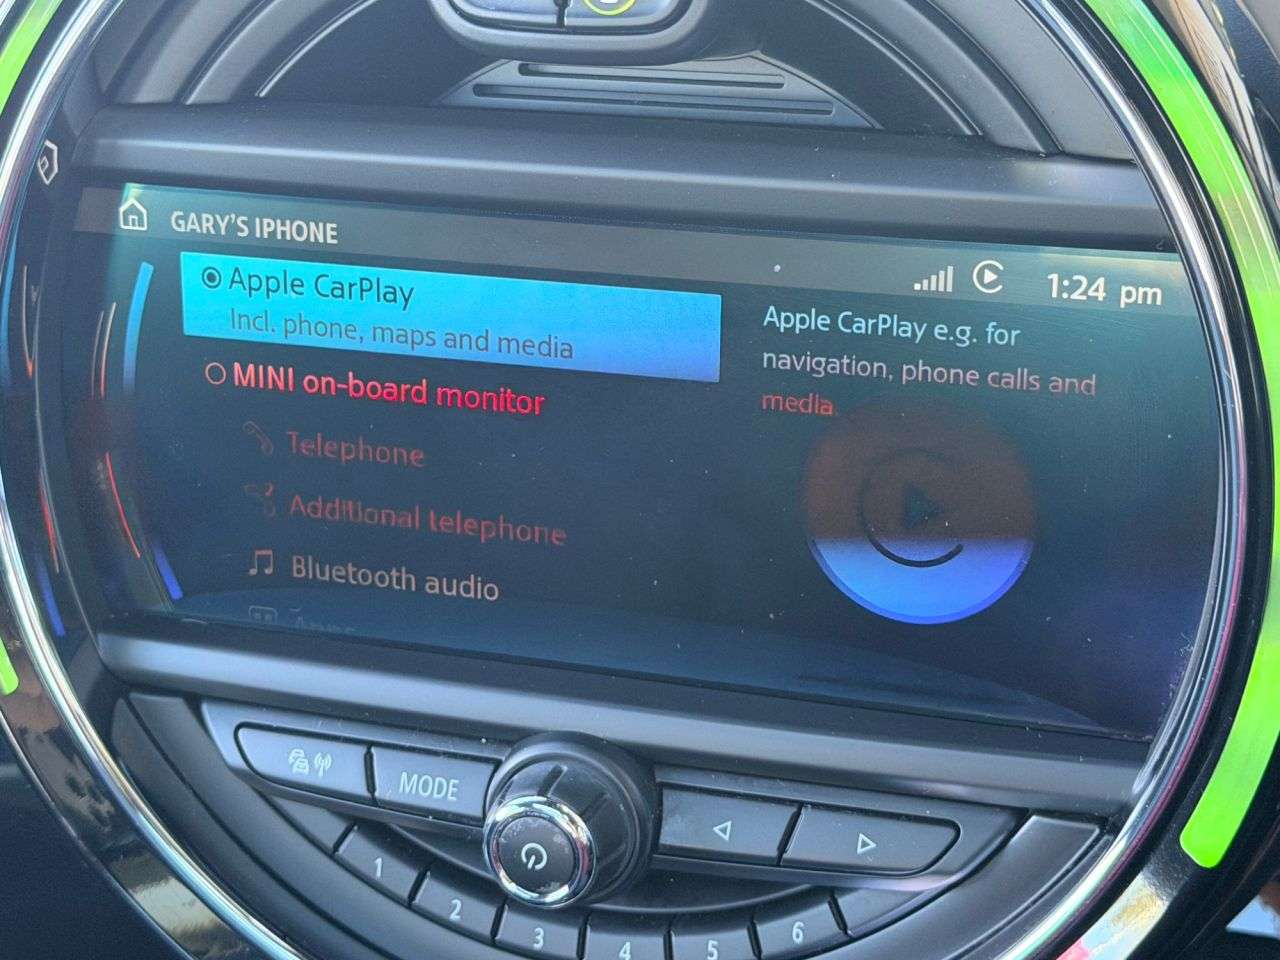 GARY'S IPHONE
1:24 pm
Apple CarPlay
Incl. phone, maps and media
MINI on-board monitor
Telephone
Additional telephone
Bluetooth audio
Apps
Apple CarPlay e.g. for
navigation, phone calls and
media
MODE
1
2
3
4
5
6